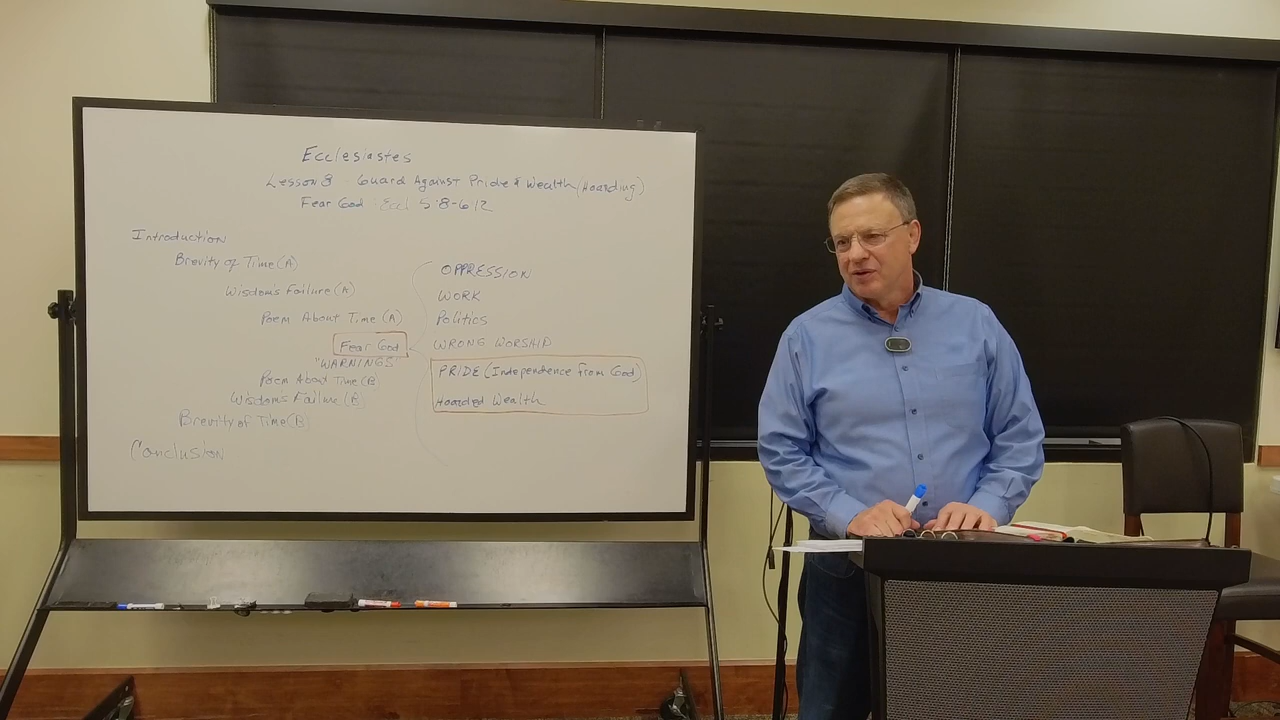 Ecclesiastes
Lesson 8 Guard Against Pride & Wealth (Hoarding)
Fear God : Eccl 5:8-6:12
Introduction
Brevity of Time (A)
Wisdom's Failure (A)
Poem About Time (A)
Fear God
"WARNINGS"
Poem About Time (B)
Wisdom's Failure (B)
Brevity of Time (B)
Conclusion
OPPRESSION
WORK
Politics
WRONG WORSHIP
PRIDE (Independence from God)
Hoarded Wealth